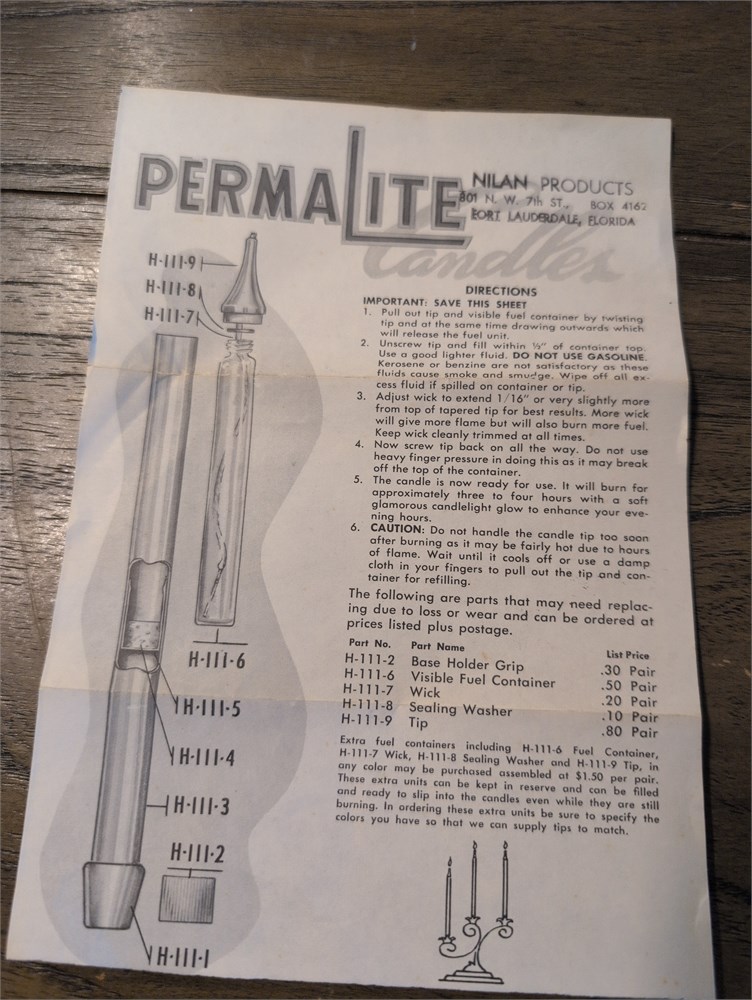 PERMALITE
Candles
NILAN PRODUCTS
801 N. W. 7th ST., BOX 4162
FORT LAUDERDALE, FLORIDA
H-111-9
H-111-8
H-111-7
H-111-6
H-111-5
H-111-4
H-111-3
H-111-2
H-111-1
DIRECTIONS
IMPORTANT: SAVE THIS SHEET
1. Pull out tip and visible fuel container by twisting
tip and at the same time drawing outwards which
will release the fuel unit.
2. Unscrew tip and fill within ½" of container top.
Use a good lighter fluid. DO NOT USE GASOLINE.
Kerosene or benzine are not satisfactory as these
fluids cause smoke and smudge. Wipe off all ex-
cess fluid if spilled on container or tip.
3. Adjust wick to extend 1/16" or very slightly more
from top of tapered tip for best results. More wick
will give more flame but will also burn more fuel.
Keep wick cleanly trimmed at all times.
4. Now screw tip back on all the way. Do not use
heavy finger pressure in doing this as it may break
off the top of the container.
5. The candle is now ready for use. It will burn for
approximately three to four hours with a soft
glamorous candlelight glow to enhance your eve-
ning hours.
6. CAUTION: Do not handle the candle tip too soon
after burning as it may be fairly hot due to hours
of flame. Wait until it cools off or use a damp
cloth in your fingers to pull out the tip and con-
tainer for refilling.
The following are parts that may need replac-
ing due to loss or wear and can be ordered at
prices listed plus postage.
Part No. Part Name List Price
H-111-2 Base Holder Grip .30 Pair
H-111-6 Visible Fuel Container .50 Pair
H-111-7 Wick .20 Pair
H-111-8 Sealing Washer .10 Pair
H-111-9 Tip .80 Pair
Extra fuel containers including H-111-6 Fuel Container,
H-111-7 Wick, H-111-8 Sealing Washer and H-111-9 Tip, in
any color may be purchased assembled at $1.50 per pair.
These extra units can be kept in reserve and can be filled
and ready to slip into the candles even while they are still
burning. In ordering these extra units be sure to specify the
colors you have so that we can supply tips to match.